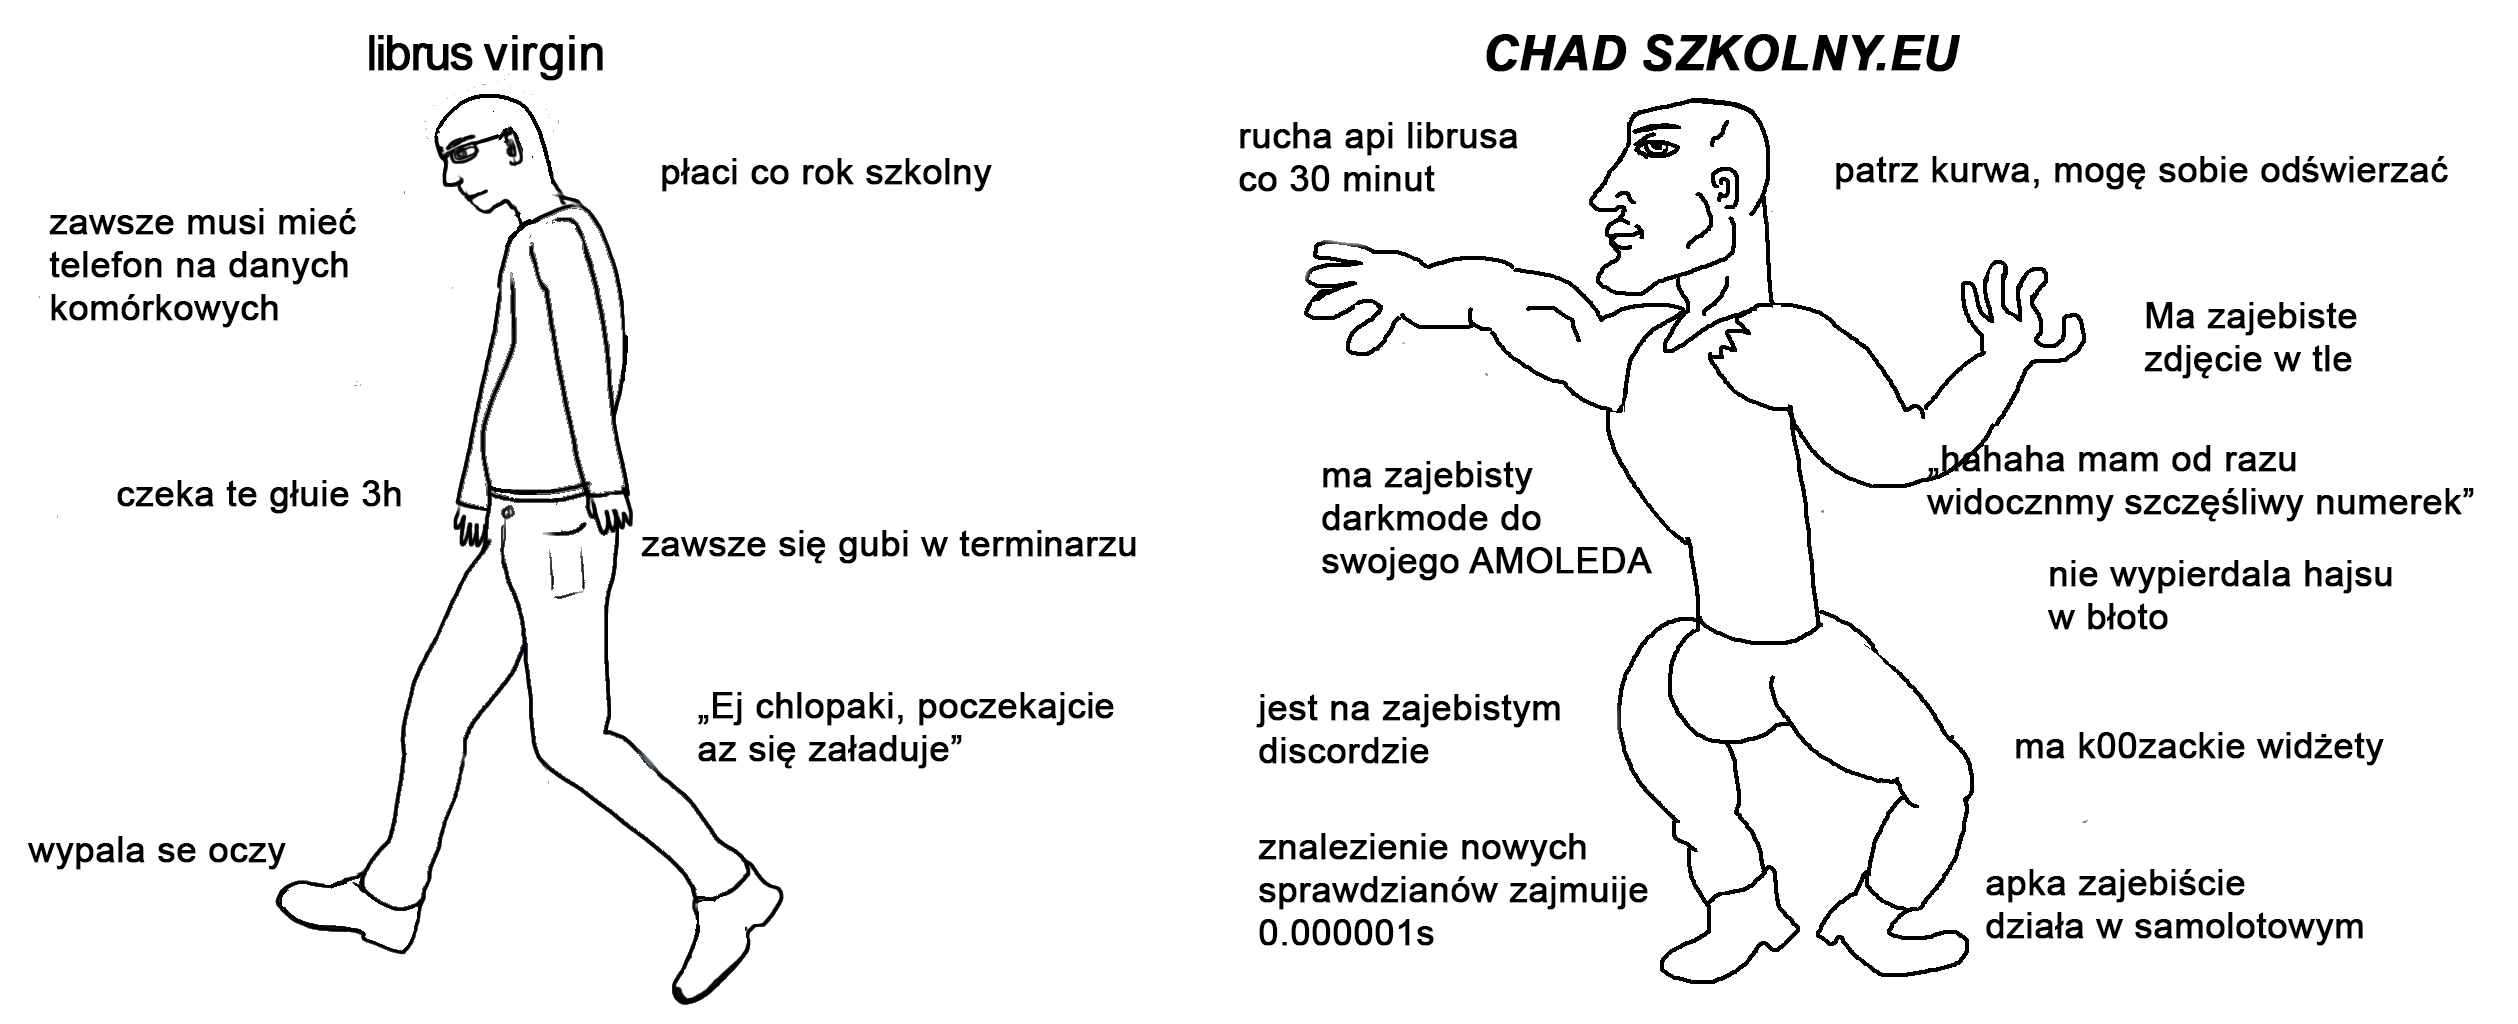 librus virgin
płaci co rok szkolny
zawsze musi mieć
telefon na danych
komórkowych
czeka te głuie 3h
zawsze się gubi w terminarzu
„Ej chlopaki, poczekajcie
az się załaduje”
wypala se oczy
CHAD SZKOLNY.EU
rucha api librusa
co 30 minut
patrz kurwa, mogę sobie odświerzać
Ma zajebiste
zdjęcie w tle
ma zajebisty
darkmode do
swojego AMOLEDA
„hahaha mam od razu
widocznmy szczęśliwy numerek”
nie wypierdala hajsu
w błoto
jest na zajebistym
discordzie
ma k00zackie widżety
znalezienie nowych
sprawdzianów zajmuije
0.000001s
apka zajebiście
działa w samolotowym